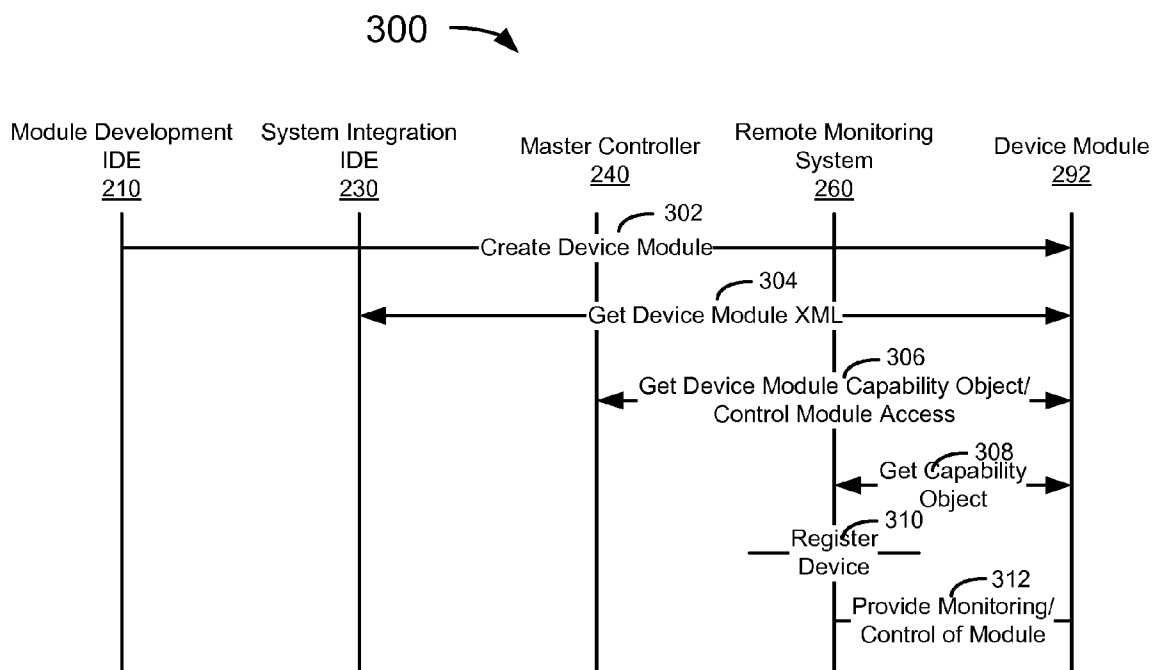 300
Module Development
IDE
210
System Integration
IDE
230
Master Controller
240
Remote Monitoring
System
260
Device Module
292
302
Create Device Module
304
Get Device Module XML
306
Get Device Module Capability Object/
Control Module Access
308
Get Capability
Object
310
Register
Device
312
Provide Monitoring/
Control of Module